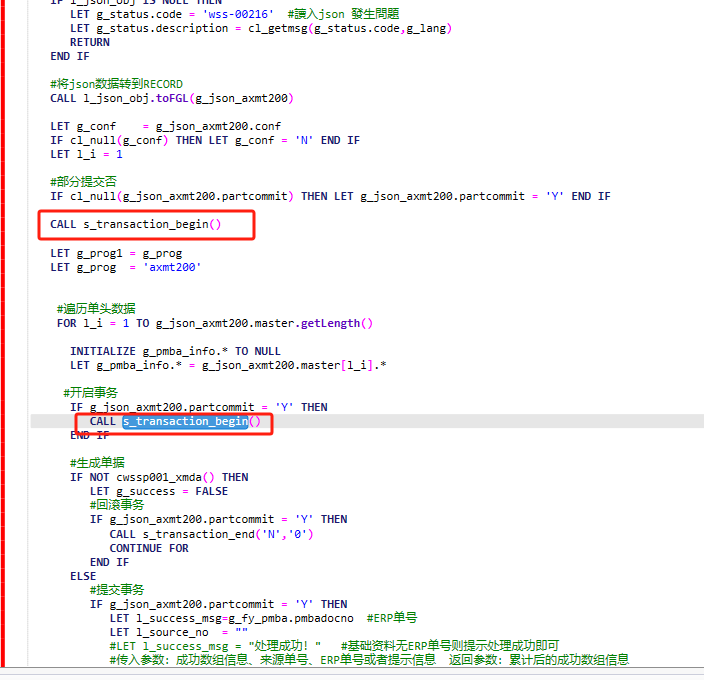 IF l_json_obj IS NULL THEN
LET g_status.code = 'wss-00216'  #讀入json 發生問題
LET g_status.description = cl_getmsg(g_status.code,g_lang)
RETURN
END IF
#将json数据转到RECORD
CALL l_json_obj.toFGL(g_json_axmt200)
LET g_conf    = g_json_axmt200.conf
IF cl_null(g_conf) THEN LET g_conf = 'N' END IF
LET l_i = 1
#部分提交否
IF cl_null(g_json_axmt200.partcommit) THEN LET g_json_axmt200.partcommit = 'Y' END IF
CALL s_transaction_begin()
LET g_prog1 = g_prog
LET g_prog  = 'axmt200'
#遍历单头数据
FOR l_i = 1 TO g_json_axmt200.master.getLength()
INITIALIZE g_pmba_info.* TO NULL
LET g_pmba_info.* = g_json_axmt200.master[l_i].*
#开启事务
IF g_json_axmt200.partcommit = 'Y' THEN
CALL s_transaction_begin()
END IF
#生成单据
IF NOT cwssp001_xmda() THEN
LET g_success = FALSE
#回滚事务
IF g_json_axmt200.partcommit = 'Y' THEN
CALL s_transaction_end('N','0')
CONTINUE FOR
END IF
ELSE
#提交事务
IF g_json_axmt200.partcommit = 'Y' THEN
LET l_success_msg=g_fy_pmba.pmbadocno  #ERP单号
LET l_source_no  = ""
#LET l_success_msg = "处理成功！"   #基础资料无ERP单号则提示处理成功即可
#传入参数: 成功数组信息、来源单号、ERP单号或者提示信息  返回参数: 累计后的成功数组信息